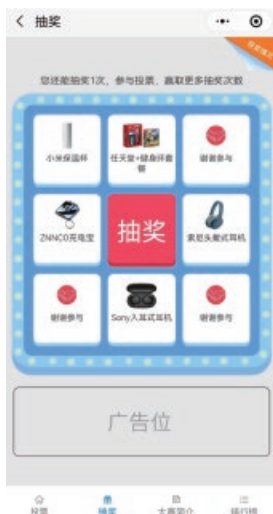 抽奖
您还能抽奖1次，参与投票，赢取更多抽奖次数
小米保温杯
任天堂+健身环套餐
谢谢参与
ZNNCO充电宝
抽奖
索尼头戴式耳机
谢谢参与
Sony入耳式耳机
谢谢参与
广告位
投票
抽奖
大赛简介
排行榜